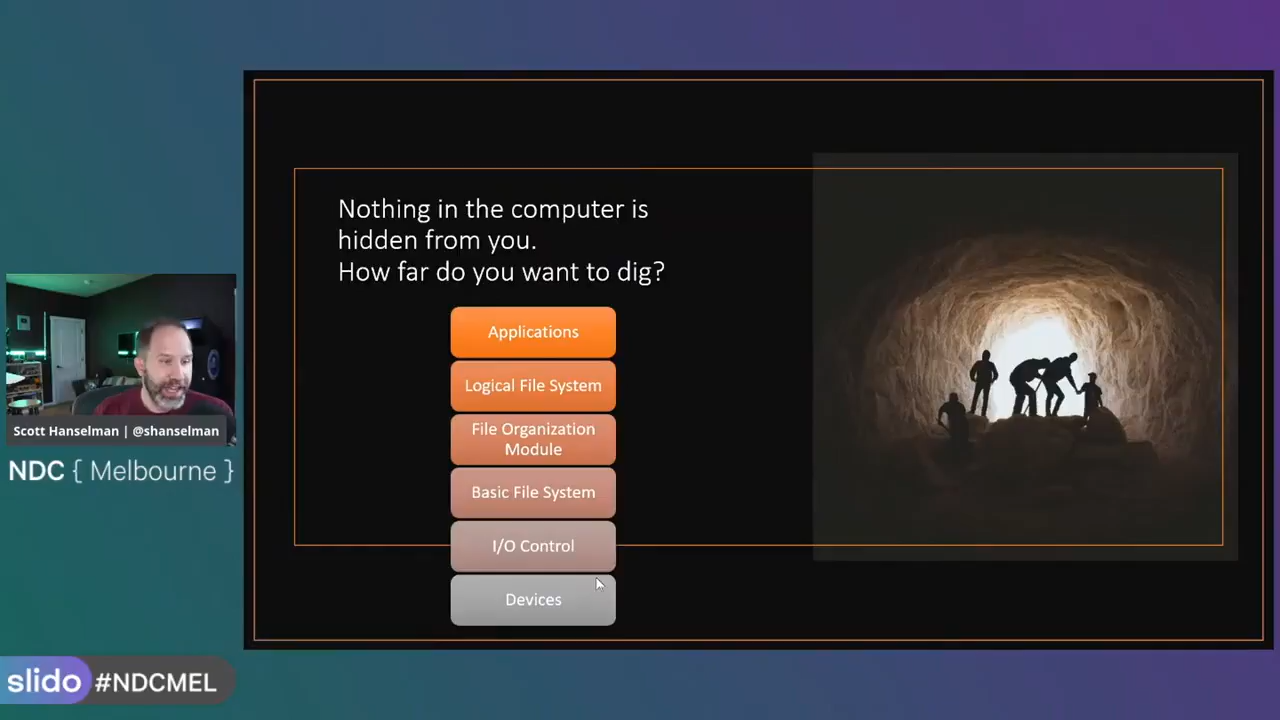 Nothing in the computer is
hidden from you.
How far do you want to dig?
Applications
Logical File System
File Organization
Module
Basic File System
I/O Control
Devices
Scott Hanselman | @shanselman
NDC { Melbourne }
slido #NDCMEL